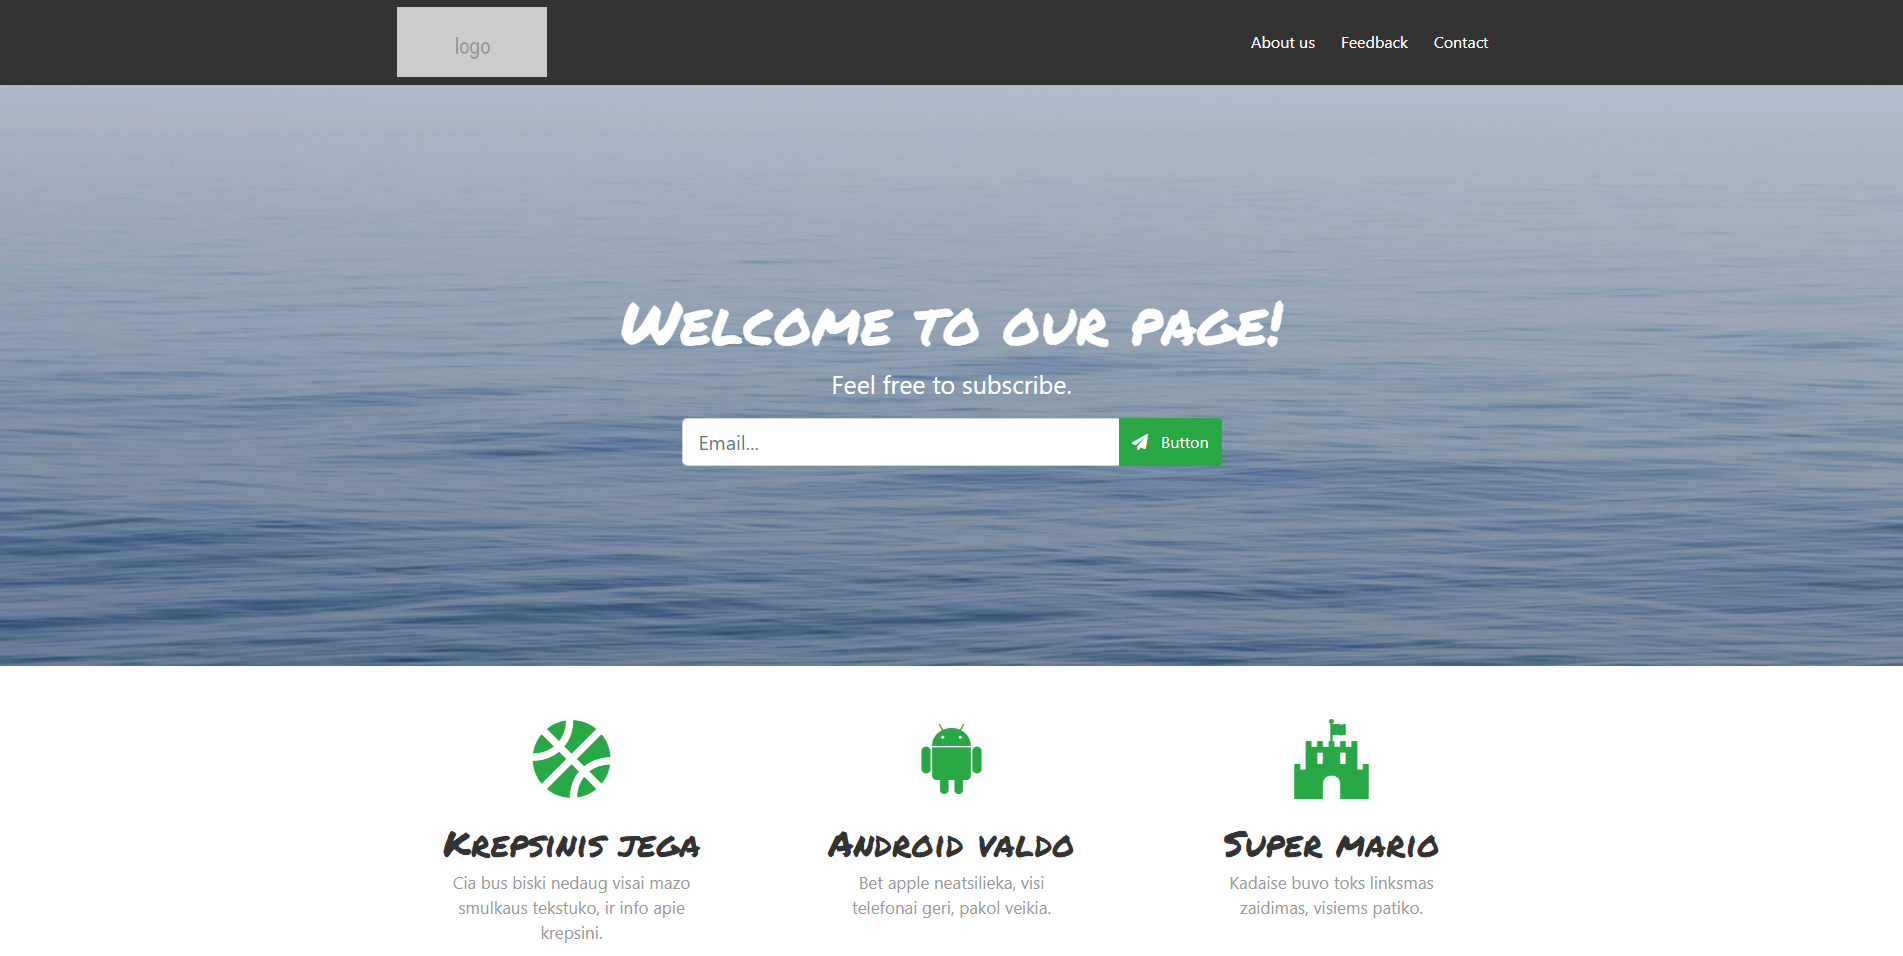 logo
About us Feedback Contact
Welcome to our page!
Feel free to subscribe.
Email... Button
Krepsinis jega
Cia bus biski nedaug visai mazo
smulkaus tekstuko, ir info apie
krepsini.
Android valdo
Bet apple neatsilieka, visi
telefonai geri, pakol veikia.
Super mario
Kadaise buvo toks linksmas
zaidimas, visiems patiko.